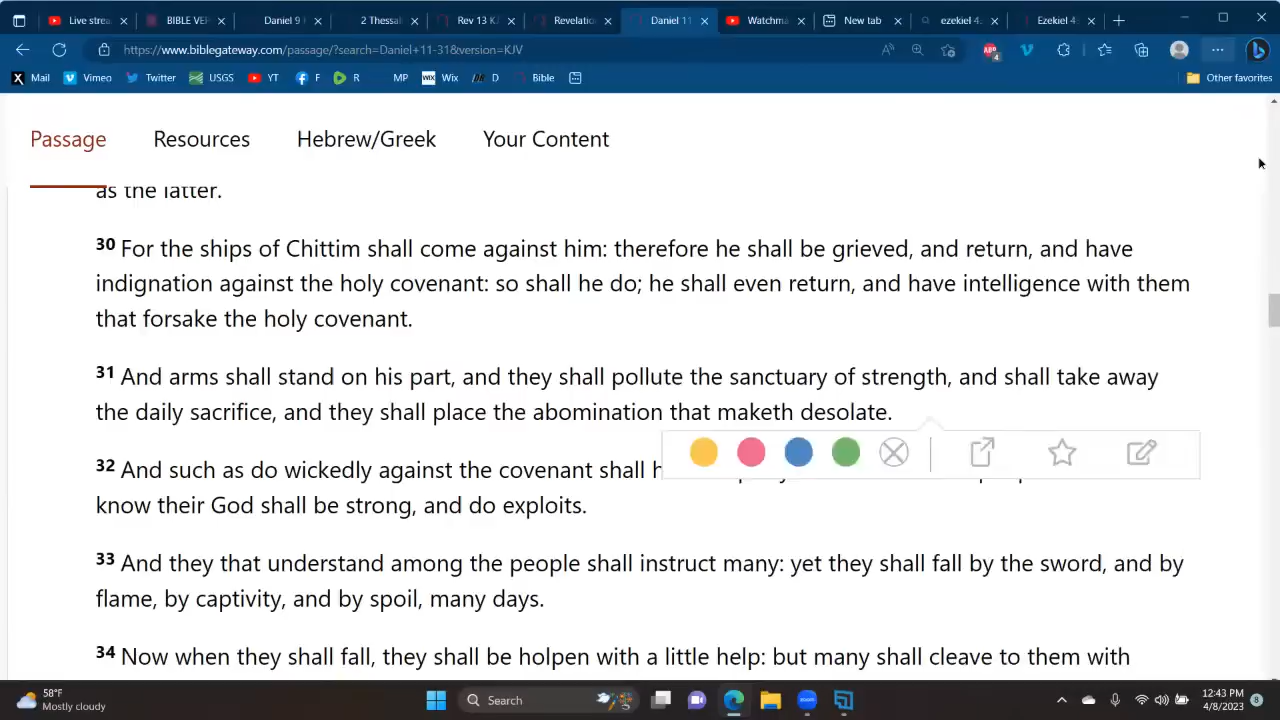 Live strea
BIBLE VER
Daniel 9
2 Thessal
Rev 13 KJ
Revelation
Daniel 11
Watchma
New tab
ezekiel 4
Ezekiel 4
https://www.biblegateway.com/passage/?search=Daniel+11-31&version=KJV
4
Mail Vimeo Twitter USGS YT F R MP Wix D Bible Other favorites
Passage Resources Hebrew/Greek Your Content
as the latter.
30 For the ships of Chittim shall come against him: therefore he shall be grieved, and return, and have
indignation against the holy covenant: so shall he do; he shall even return, and have intelligence with them
that forsake the holy covenant.
31 And arms shall stand on his part, and they shall pollute the sanctuary of strength, and shall take away
the daily sacrifice, and they shall place the abomination that maketh desolate.
32 And such as do wickedly against the covenant shall
know their God shall be strong, and do exploits.
33 And they that understand among the people shall instruct many: yet they shall fall by the sword, and by
flame, by captivity, and by spoil, many days.
34 Now when they shall fall, they shall be holpen with a little help: but many shall cleave to them with
58°F
Mostly cloudy
Search
12:43 PM
4/8/2023
8